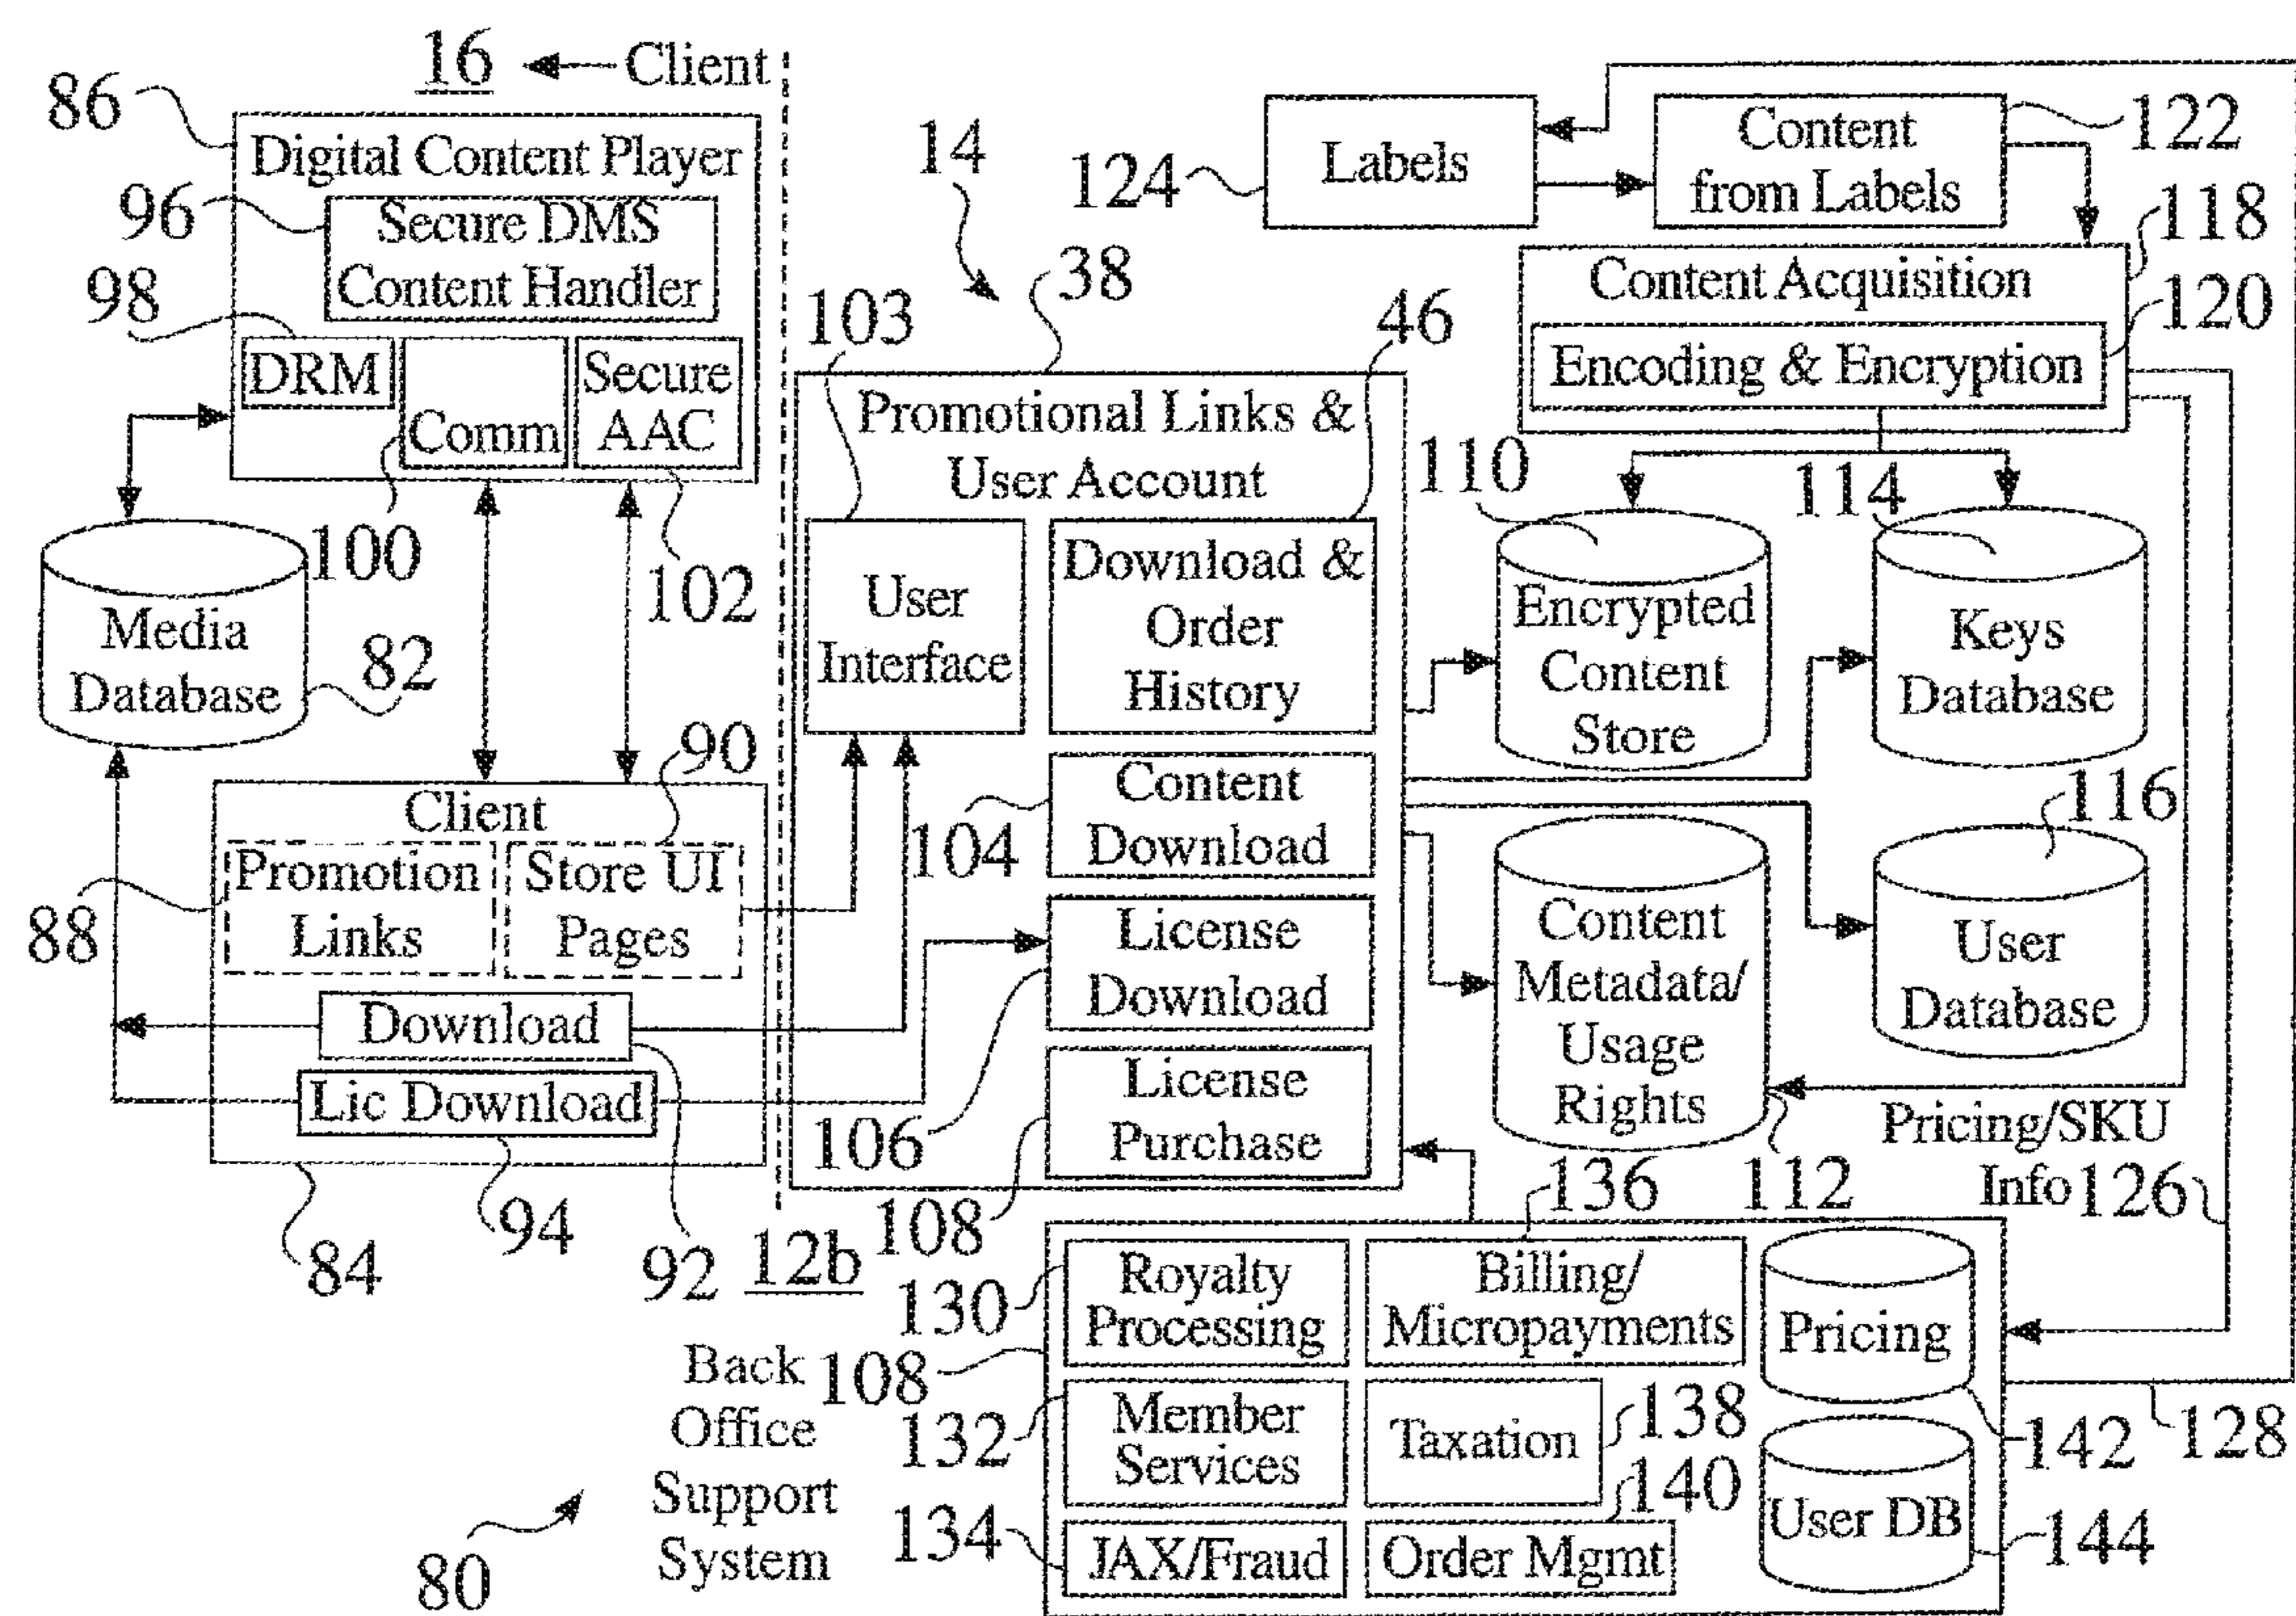 16 Client
86
Digital Content Player
96
Secure DMS
Content Handler
98
DRM
Comm
Secure
AAC
100
102
Media
Database
82
90
Client
Promotion
Links
Store UI
Pages
88
Download
Lic Download
94
92
84
12b
14
38
103
46
Promotional Links &
User Account
User
Interface
Download &
Order
History
Content
Download
104
License
Download
106
License
Purchase
108
124
Labels
Content
from Labels
122
118
Content Acquisition
120
Encoding & Encryption
110
114
Encrypted
Content
Store
Keys
Database
116
Content
Metadata/
Usage
Rights
User
Database
112
Pricing/SKU
Info 126
136
130
Royalty
Processing
Billing/
Micropayments
Pricing
Back
Office
Support
System
108
132
Member
Services
Taxation
138
142
128
140
134
JAX/Fraud
Order Mgmt
User DB
144
80